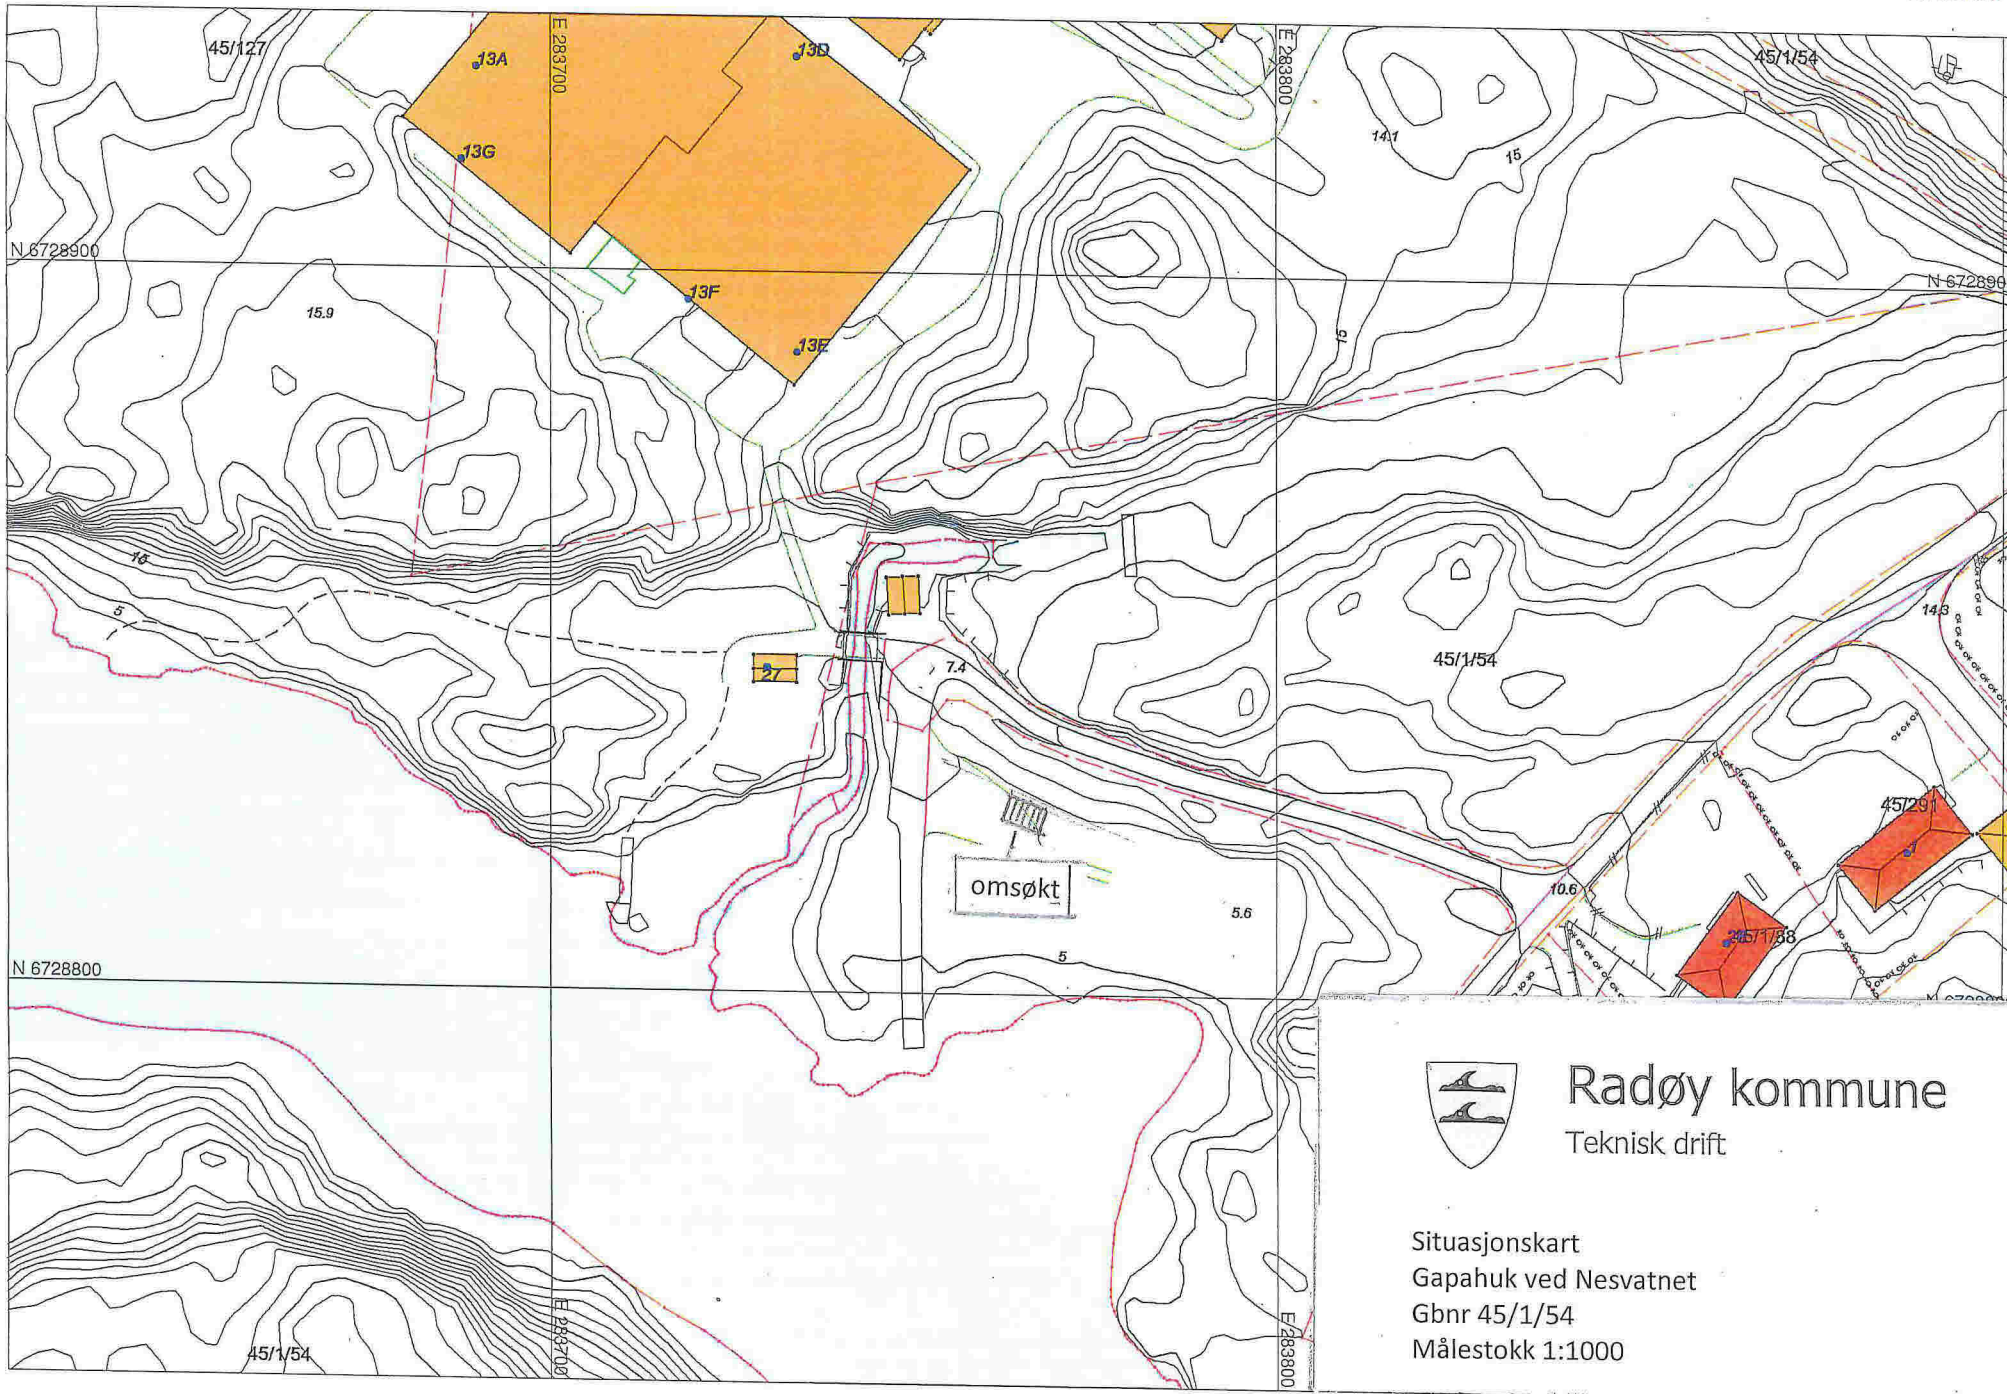 45/127
13A
E 283700
13D
E 283800
45/1/54
14.1
15
13G
N 6728900
N 672890
15.9
13F
13E
15
10
5
14.3
45/1/54
7.4
27
45/291
1
omsøkt
10.6
5.6
45/1/88
5
N 6728800
Radøy kommune
Teknisk drift
Situasjonskart
Gapahuk ved Nesvatnet
Gbnr 45/1/54
Målestokk 1:1000
45/1/54
E 283700
E 283800